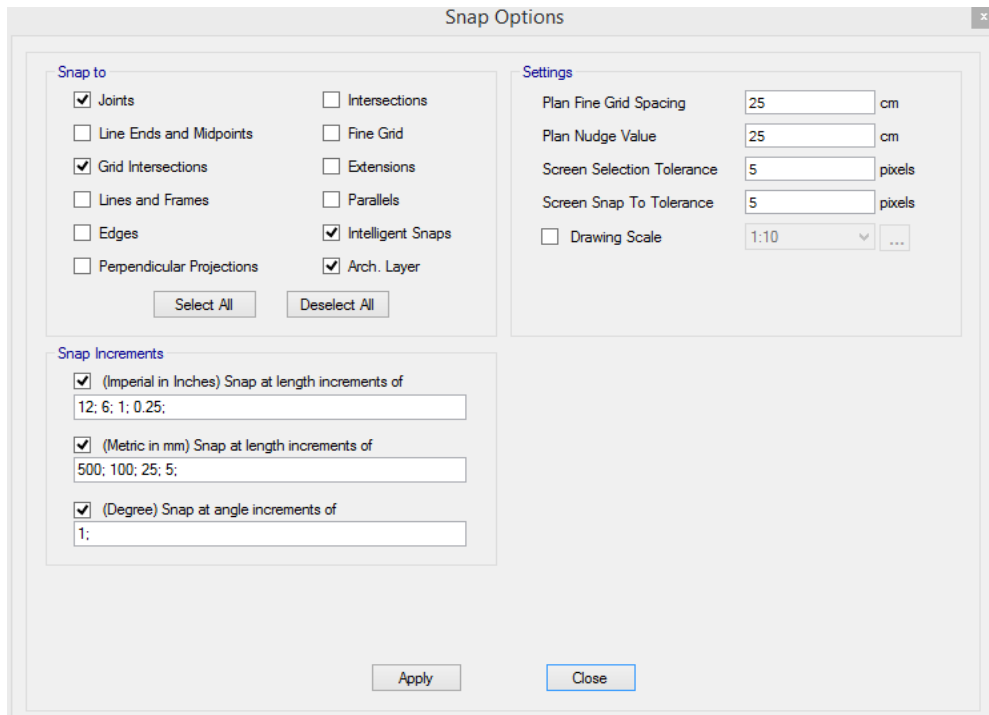 Snap Options
x
Snap to
Joints
Intersections
Line Ends and Midpoints
Fine Grid
Grid Intersections
Extensions
Lines and Frames
Parallels
Edges
Intelligent Snaps
Perpendicular Projections
Arch. Layer
Select All
Deselect All
Settings
Plan Fine Grid Spacing 25 cm
Plan Nudge Value 25 cm
Screen Selection Tolerance 5 pixels
Screen Snap To Tolerance 5 pixels
Drawing Scale 1:10 ...
Snap Increments
(Imperial in Inches) Snap at length increments of
12; 6; 1; 0.25;
(Metric in mm) Snap at length increments of
500; 100; 25; 5;
(Degree) Snap at angle increments of
1;
Apply
Close